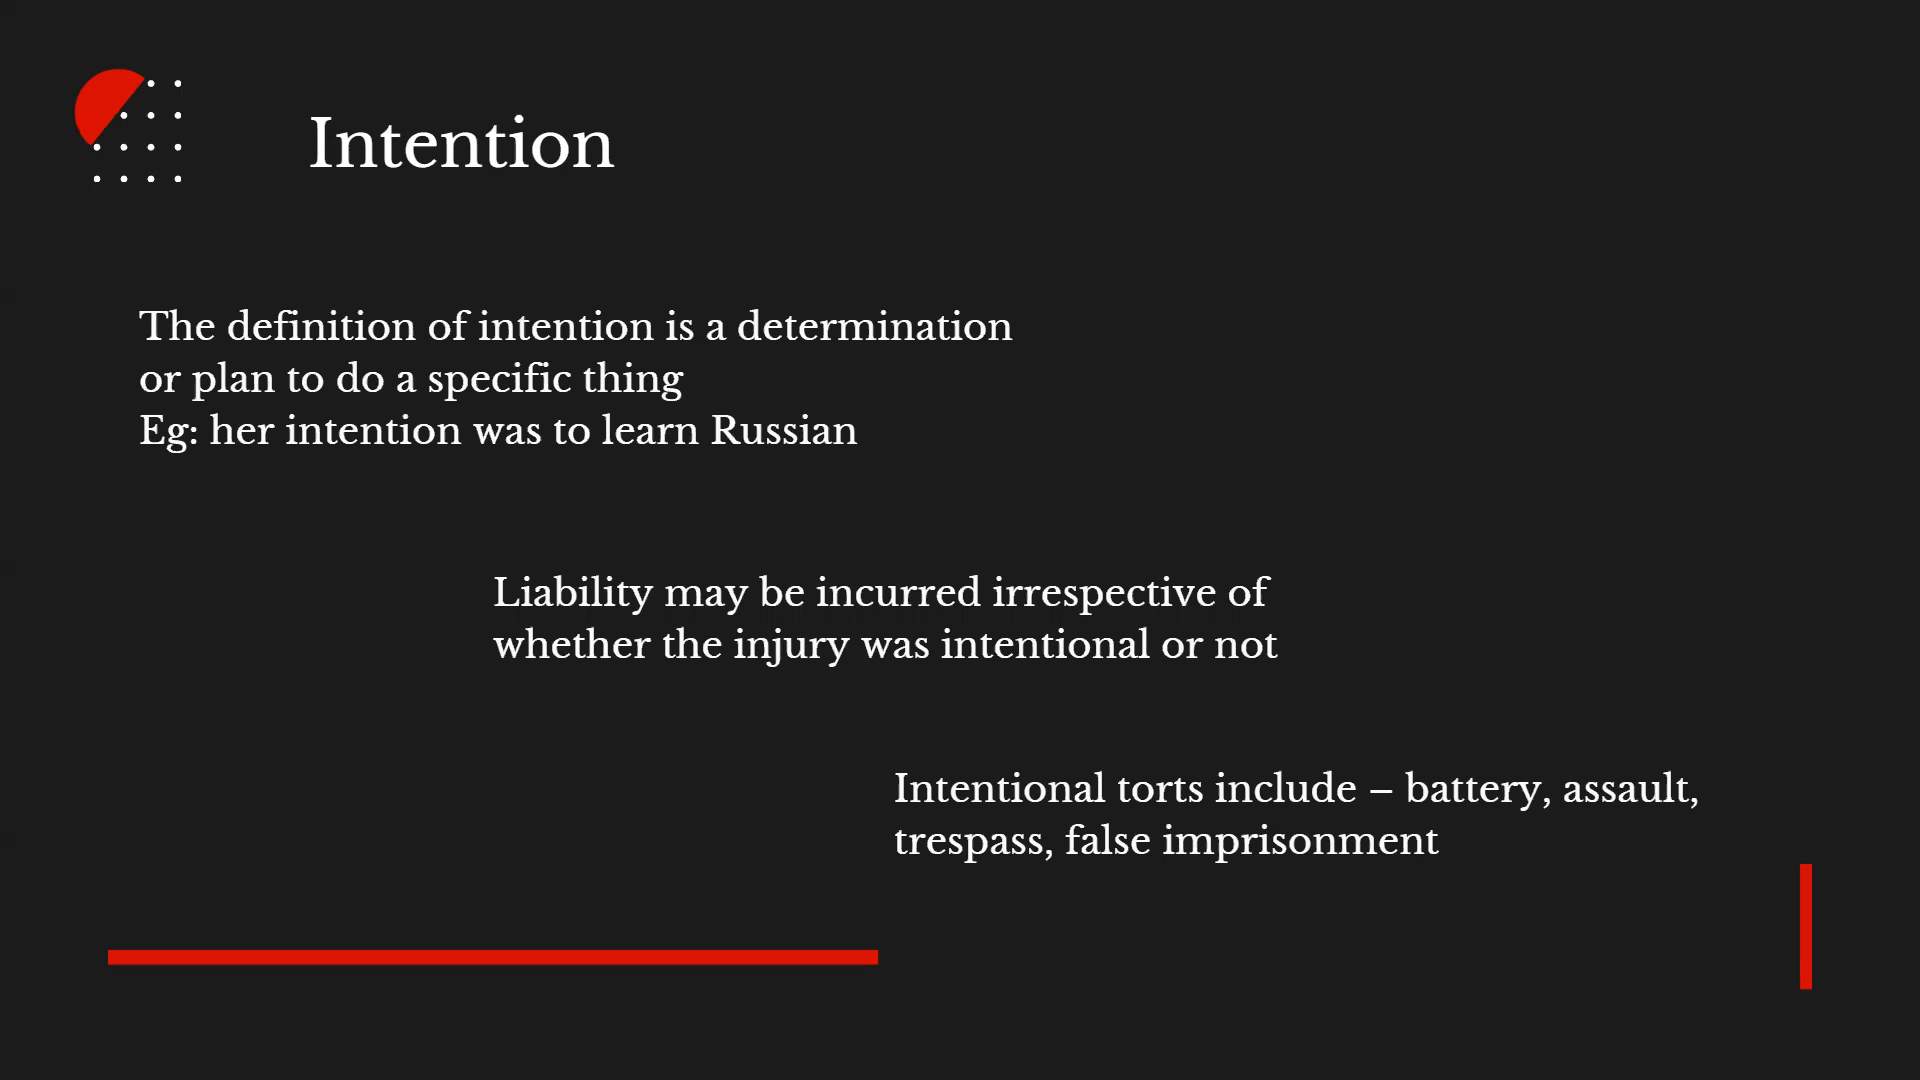 Intention
The definition of intention is a determination
or plan to do a specific thing
Eg: her intention was to learn Russian
Liability may be incurred irrespective of
whether the injury was intentional or not
Intentional torts include – battery, assault,
trespass, false imprisonment